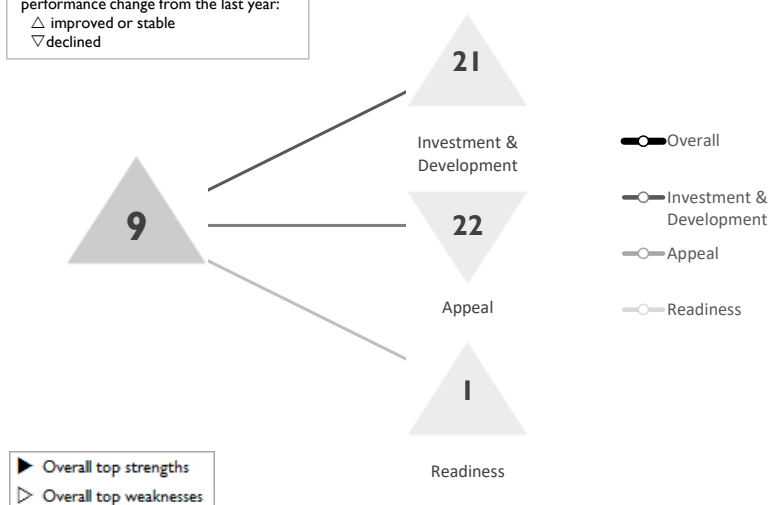 performance change from the last year:
△ improved or stable
▽ declined
21
Investment &
Development
9
22
Appeal
1
Readiness
Overall
Investment &
Development
Appeal
Readiness
▶ Overall top strengths
▷ Overall top weaknesses